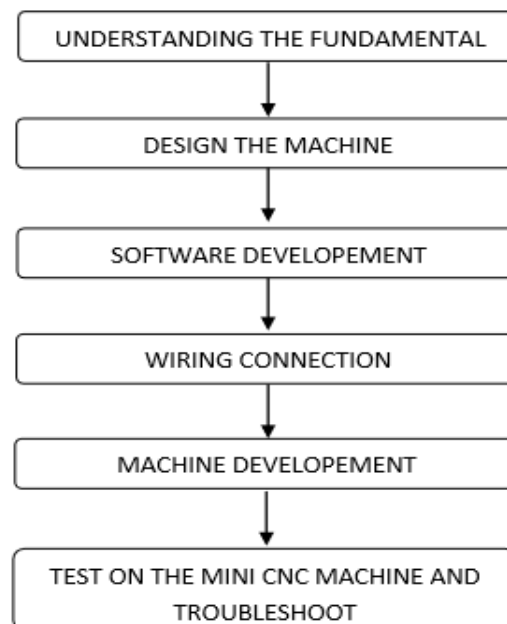 UNDERSTANDING THE FUNDAMENTAL
DESIGN THE MACHINE
SOFTWARE DEVELOPEMENT
WIRING CONNECTION
MACHINE DEVELOPEMENT
TEST ON THE MINI CNC MACHINE AND
TROUBLESHOOT